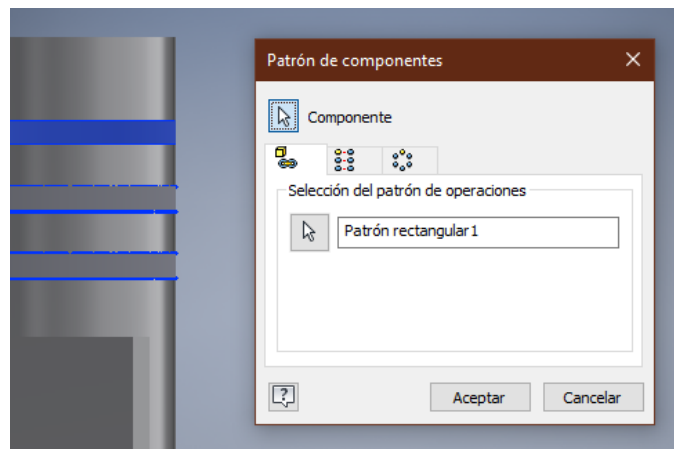 Patrón de componentes
Componente
Selección del patrón de operaciones
Patrón rectangular1
?
Aceptar
Cancelar